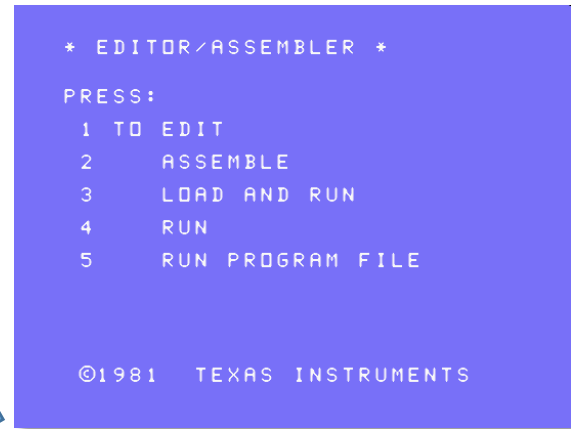 * EDITOR/ASSEMBLER *
PRESS:
1 TO EDIT
2 ASSEMBLE
3 LOAD AND RUN
4 RUN
5 RUN PROGRAM FILE
©1981 TEXAS INSTRUMENTS